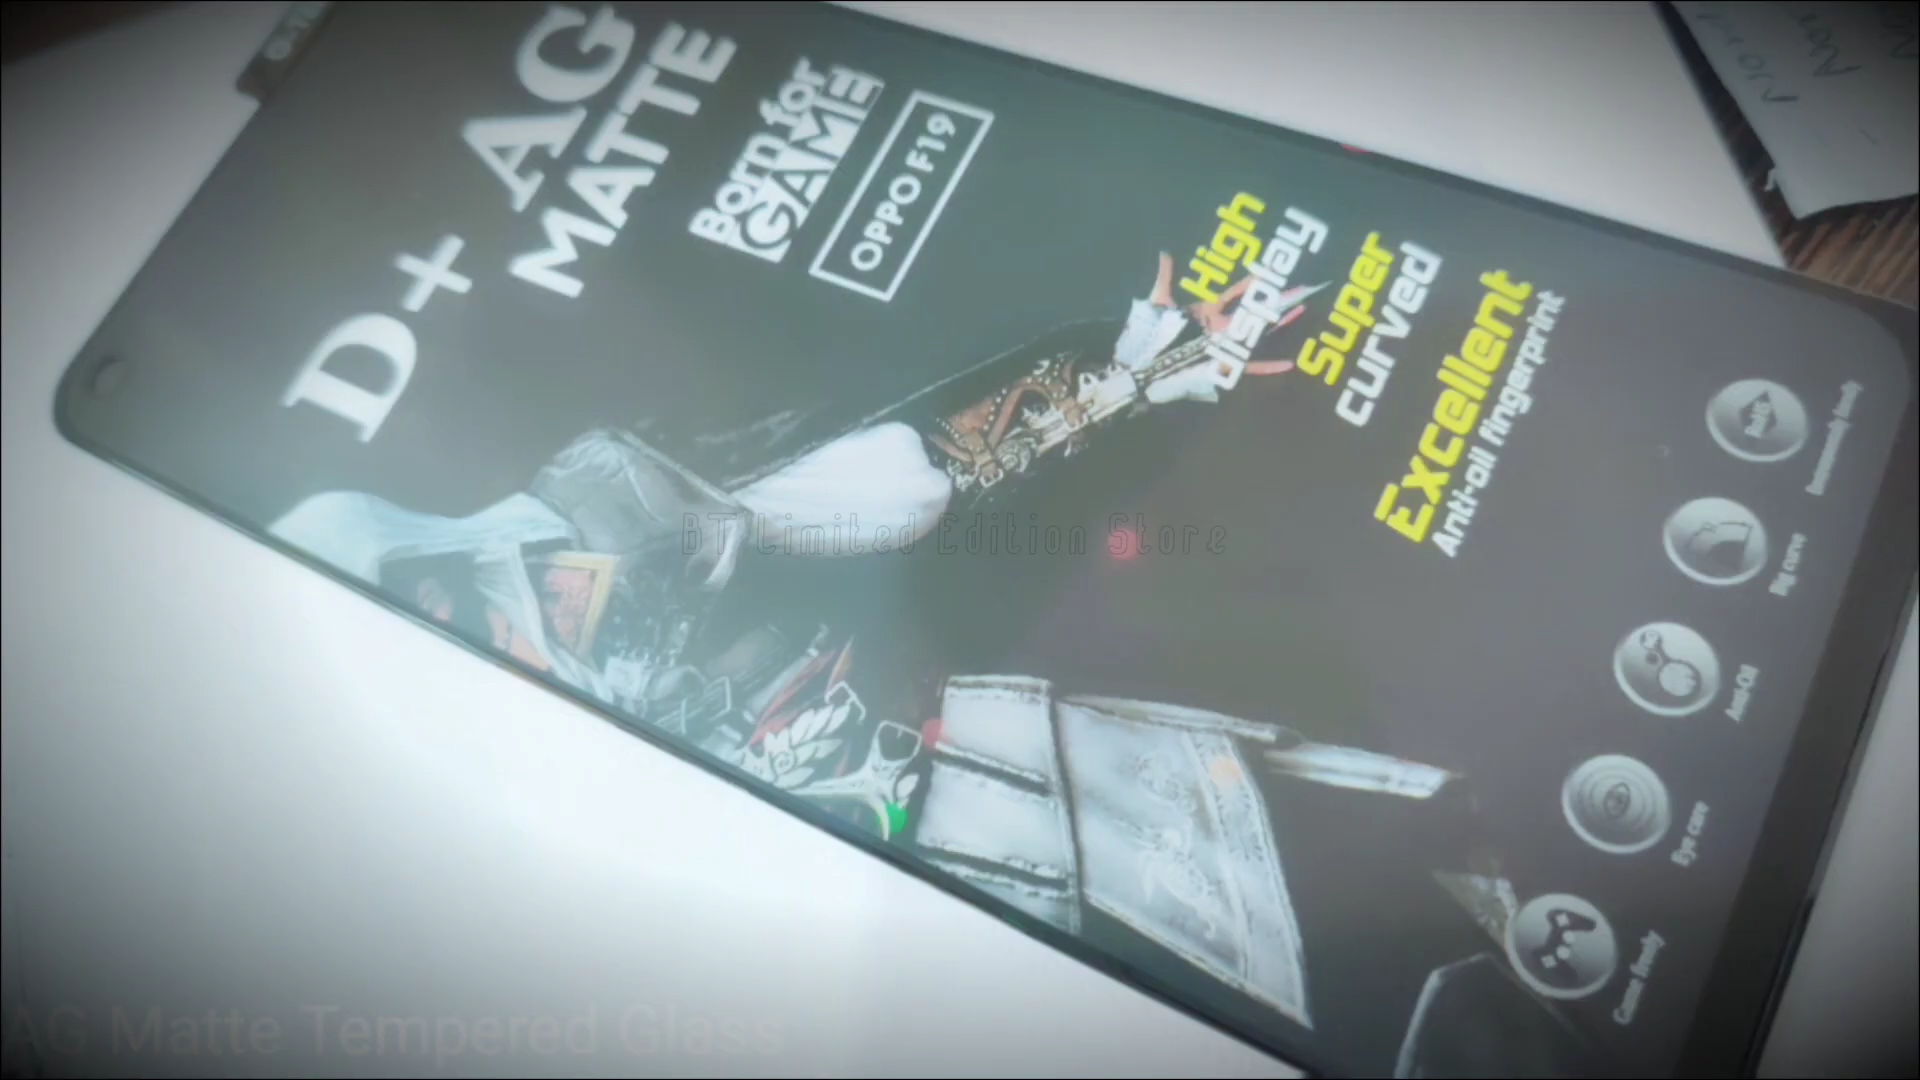 D+
AG
MATTE
Born for
GAME
OPPO F19
High
display
Super
curved
Excellent
Anti-oil fingerprint
Big curve
Anti-Oil
Eye care
Game firmly
BT Limited Edition Store
AG Matte Tempered Glass